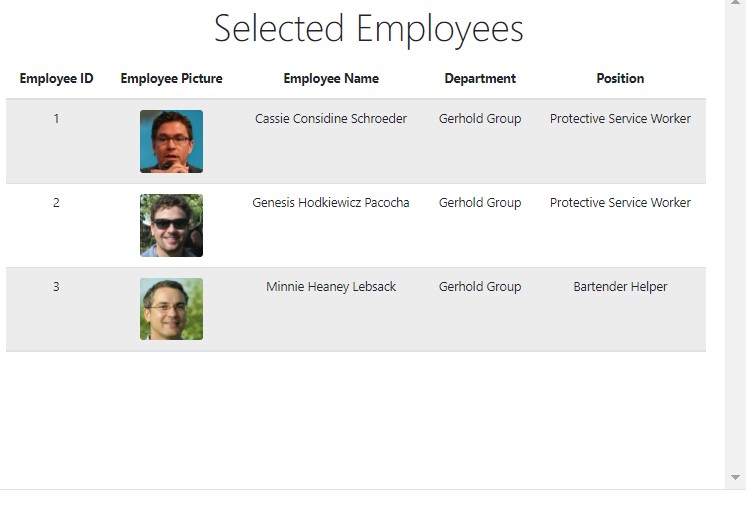 Selected Employees
Employee ID Employee Picture Employee Name Department Position
1 Cassie Considine Schroeder Gerhold Group Protective Service Worker
2 Genesis Hodkiewicz Pacocha Gerhold Group Protective Service Worker
3 Minnie Heaney Lebsack Gerhold Group Bartender Helper